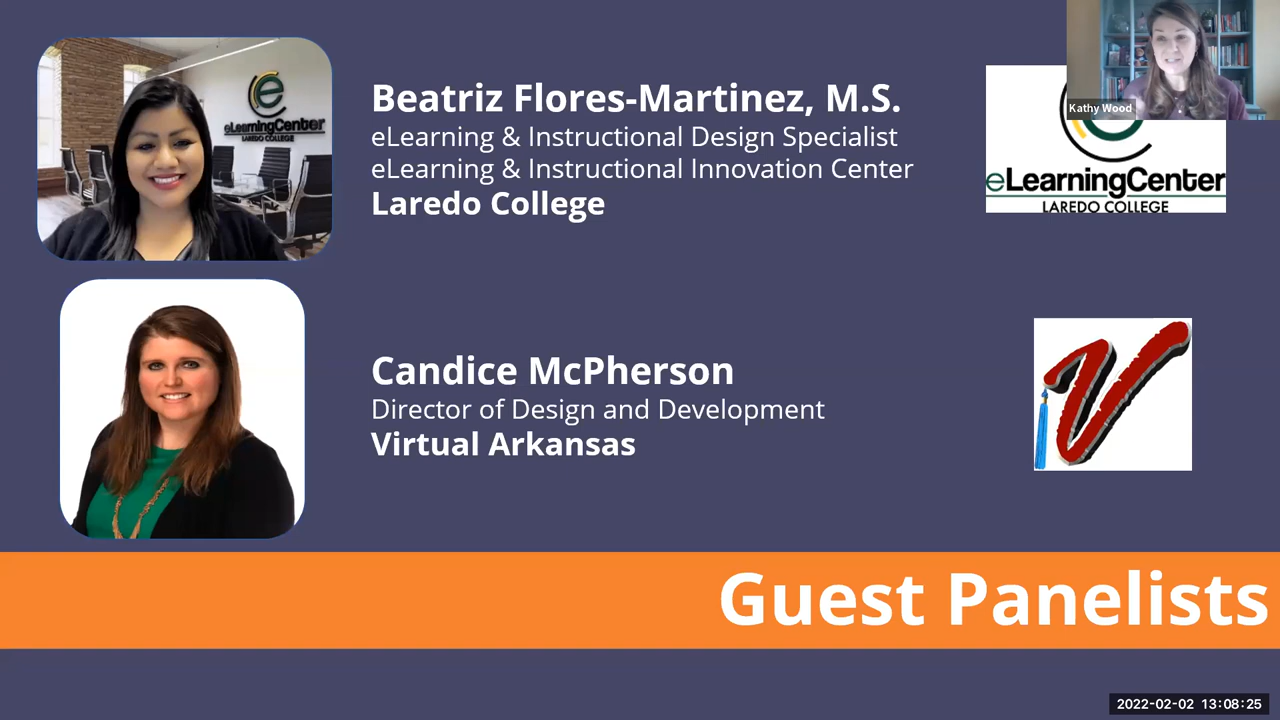 eLearningCenter
LAREDO COLLEGE
Beatriz Flores-Martinez, M.S.
eLearning & Instructional Design Specialist
eLearning & Instructional Innovation Center
Laredo College
Kathy Wood
eLearningCenter
LAREDO COLLEGE
Candice McPherson
Director of Design and Development
Virtual Arkansas
V
Guest Panelists
2022-02-02 13:08:25